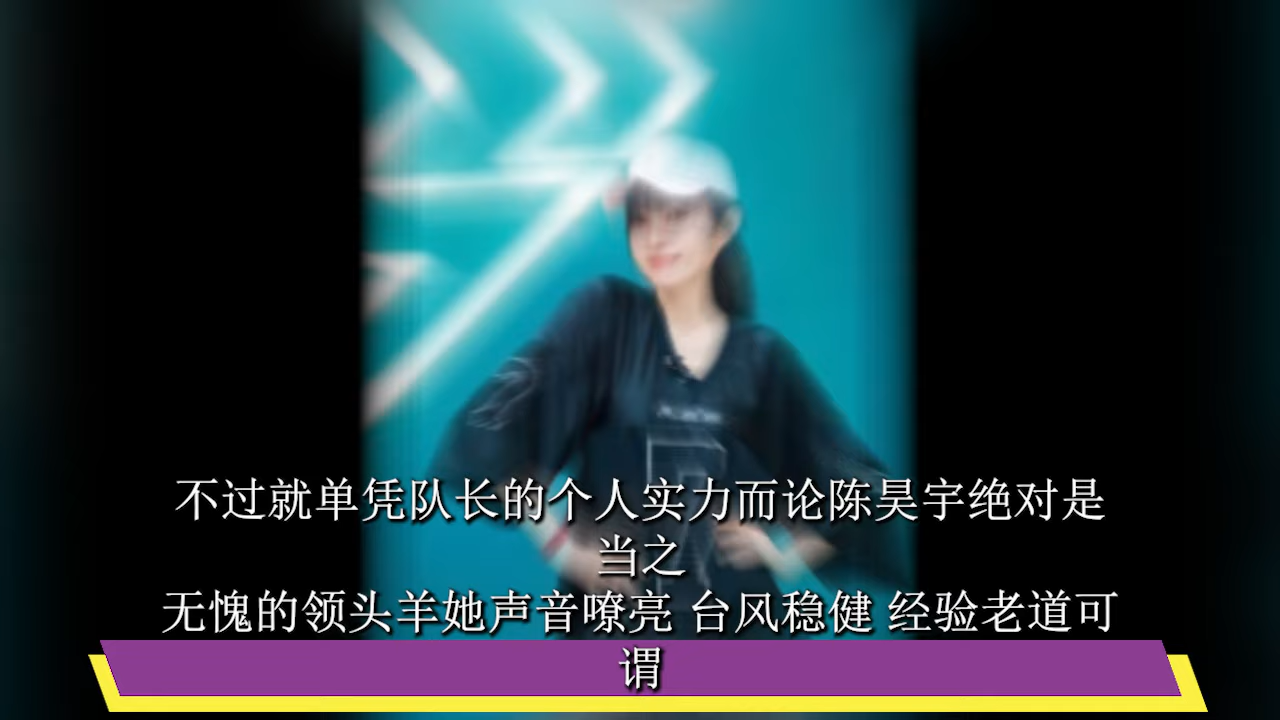 不过就单凭队长的个人实力而论陈昊宇绝对是
当之
无愧的领头羊她声音嘹亮 台风稳健 经验老道可
谓